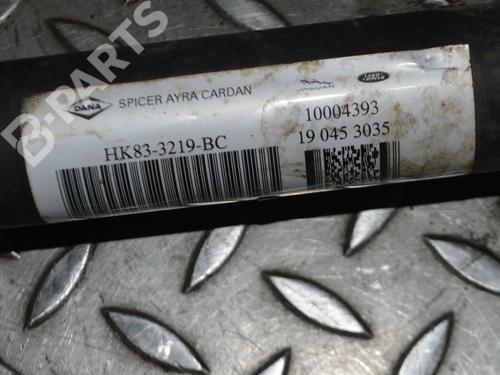 B-PARTS
DANA
SPICER AYRA CARDAN
JAGUAR
LAND ROVER
HK83-3219-BC
10004393
19 045 3035